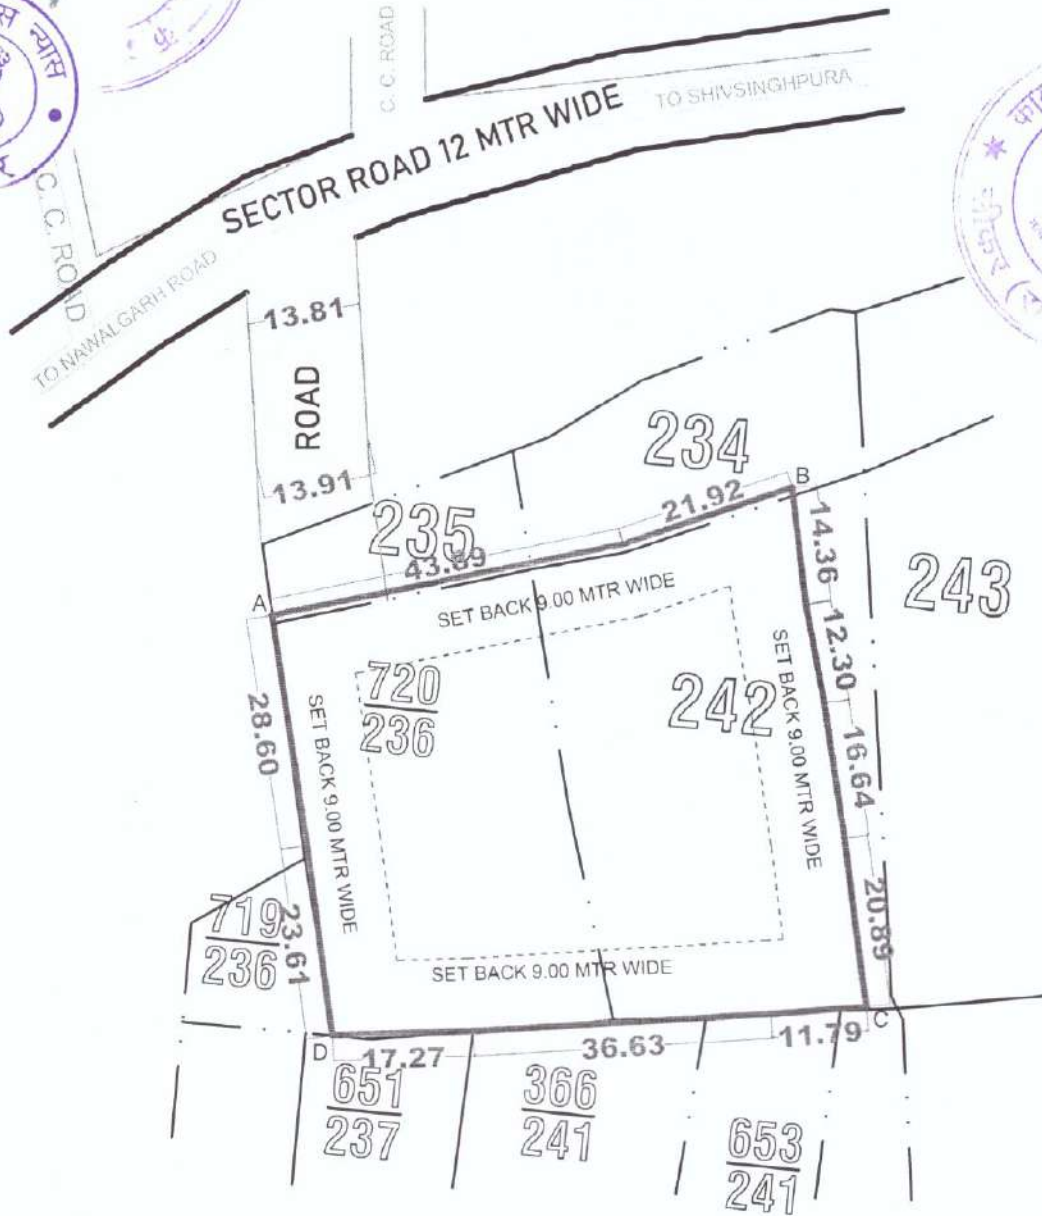 न्यास
C. C. ROAD
C. C. ROAD
SECTOR ROAD 12 MTR WIDE
TO SHIVSINGHPURA
TO NAWALGARH ROAD
13.81
ROAD
13.91
234
235
B
21.92
43.89
14.36
243
A
SET BACK 9.00 MTR WIDE
12.30
720
236
242
SET BACK 9.00 MTR WIDE
28.60
SET BACK 9.00 MTR WIDE
16.64
719
236
23.61
20.89
SET BACK 9.00 MTR WIDE
C
D
17.27
36.63
11.79
651
237
366
241
653
241